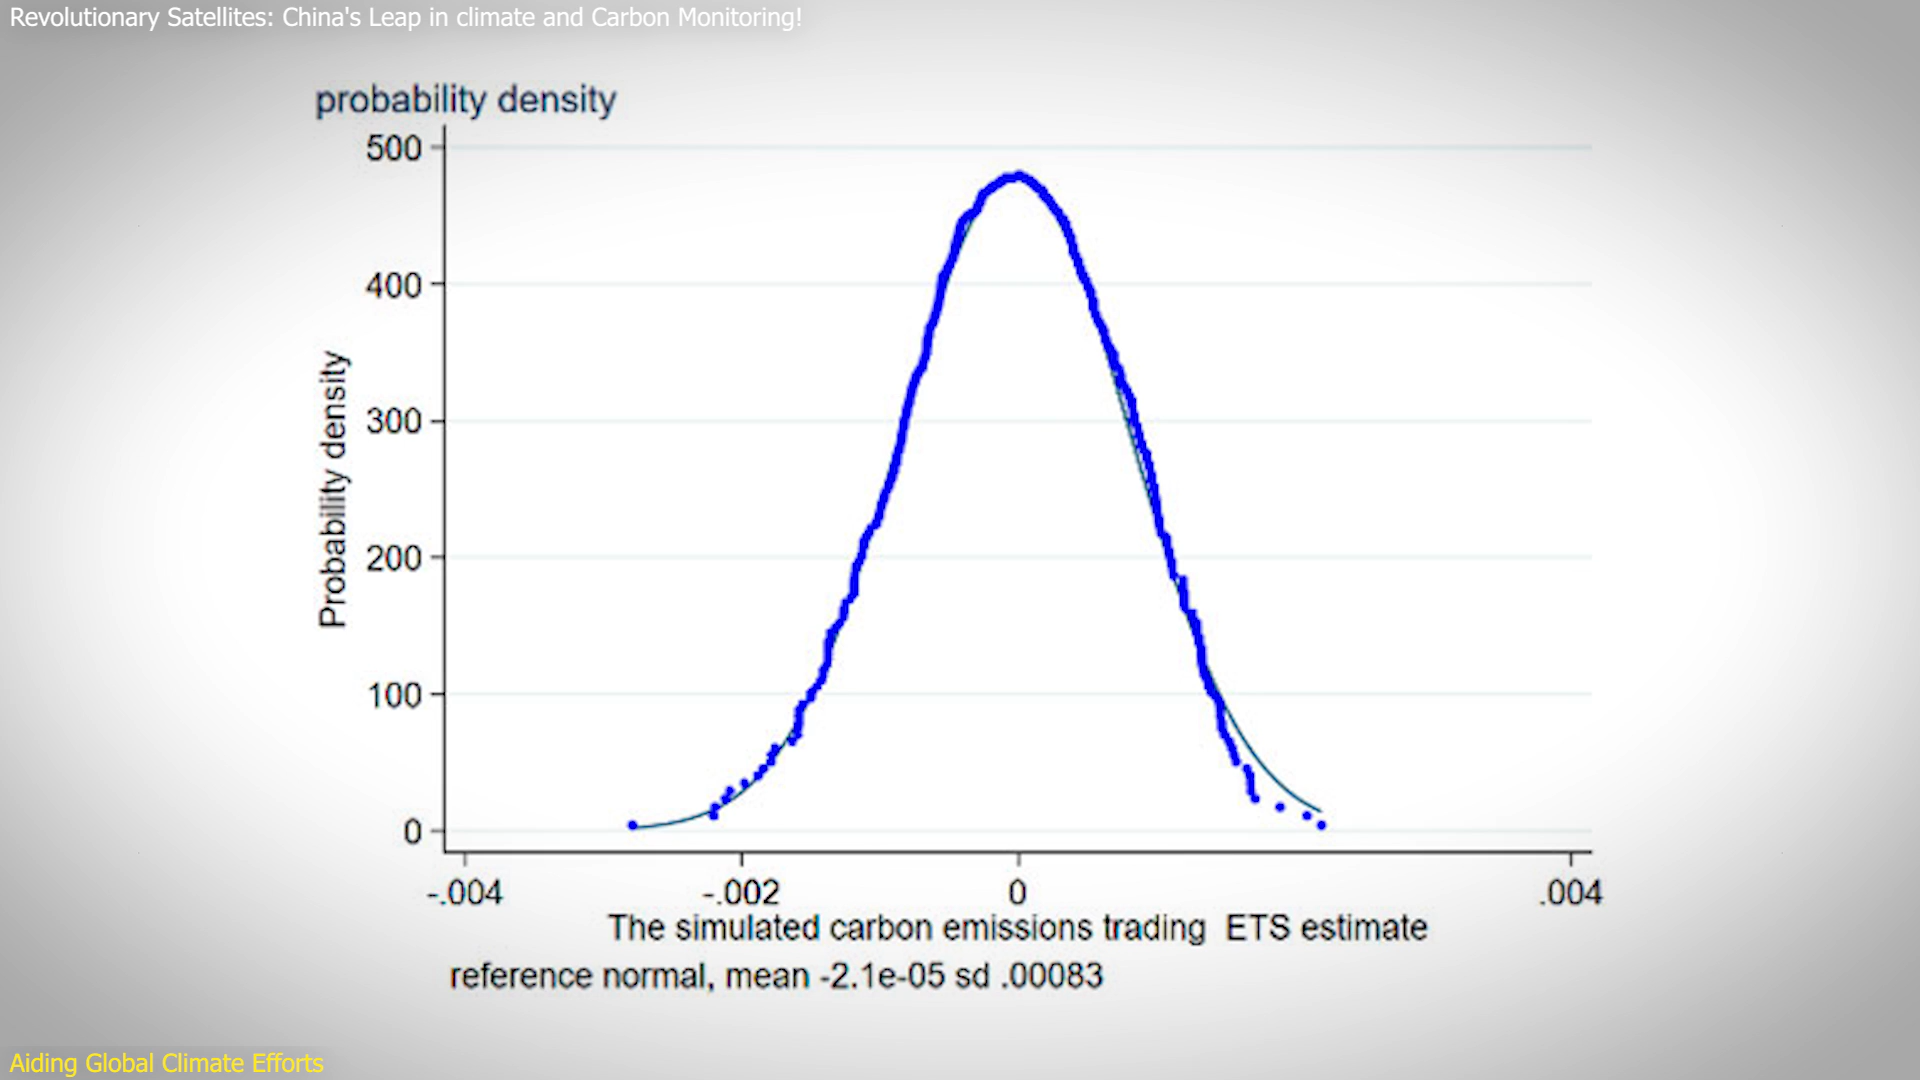 Revolutionary Satellites: China's Leap in climate and Carbon Monitoring!
probability density
500
400
300
200
100
0
Probability density
-.004 -.002 0 .004
The simulated carbon emissions trading ETS estimate
reference normal, mean -2.1e-05 sd .00083
Aiding Global Climate Efforts